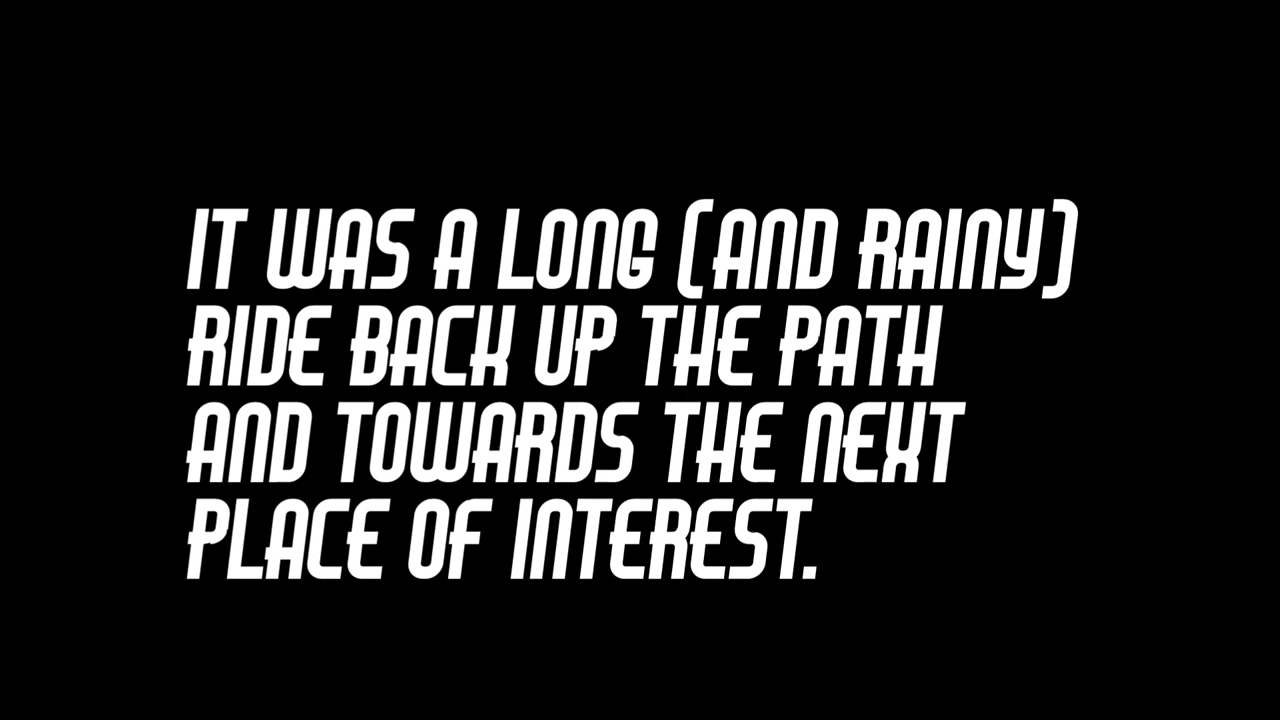 IT WAS A LONG (AND RAINY)
RIDE BACK UP THE PATH
AND TOWARDS THE NEXT
PLACE OF INTEREST.